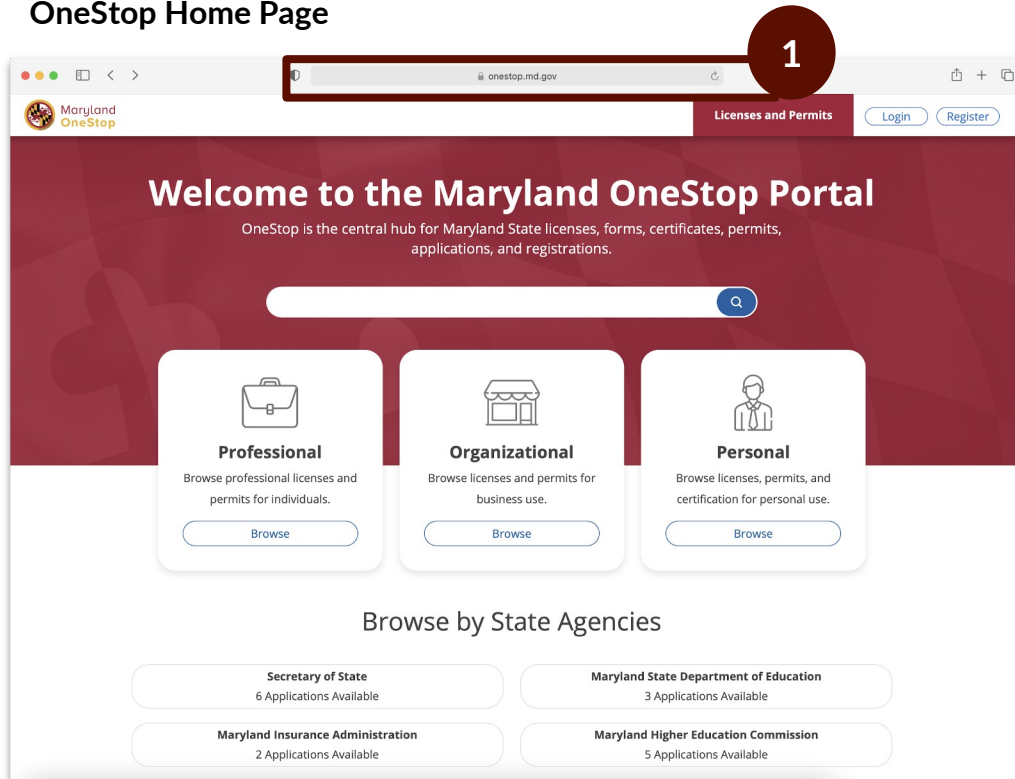 OneStop Home Page
1
onestop.md.gov
Maryland
OneStop
Licenses and Permits
Login
Register
Welcome to the Maryland OneStop Portal
OneStop is the central hub for Maryland State licenses, forms, certificates, permits,
applications, and registrations.
Professional
Browse professional licenses and
permits for individuals.
Browse
Organizational
Browse licenses and permits for
business use.
Browse
Personal
Browse licenses, permits, and
certification for personal use.
Browse
Browse by State Agencies
Secretary of State
6 Applications Available
Maryland State Department of Education
3 Applications Available
Maryland Insurance Administration
2 Applications Available
Maryland Higher Education Commission
5 Applications Available